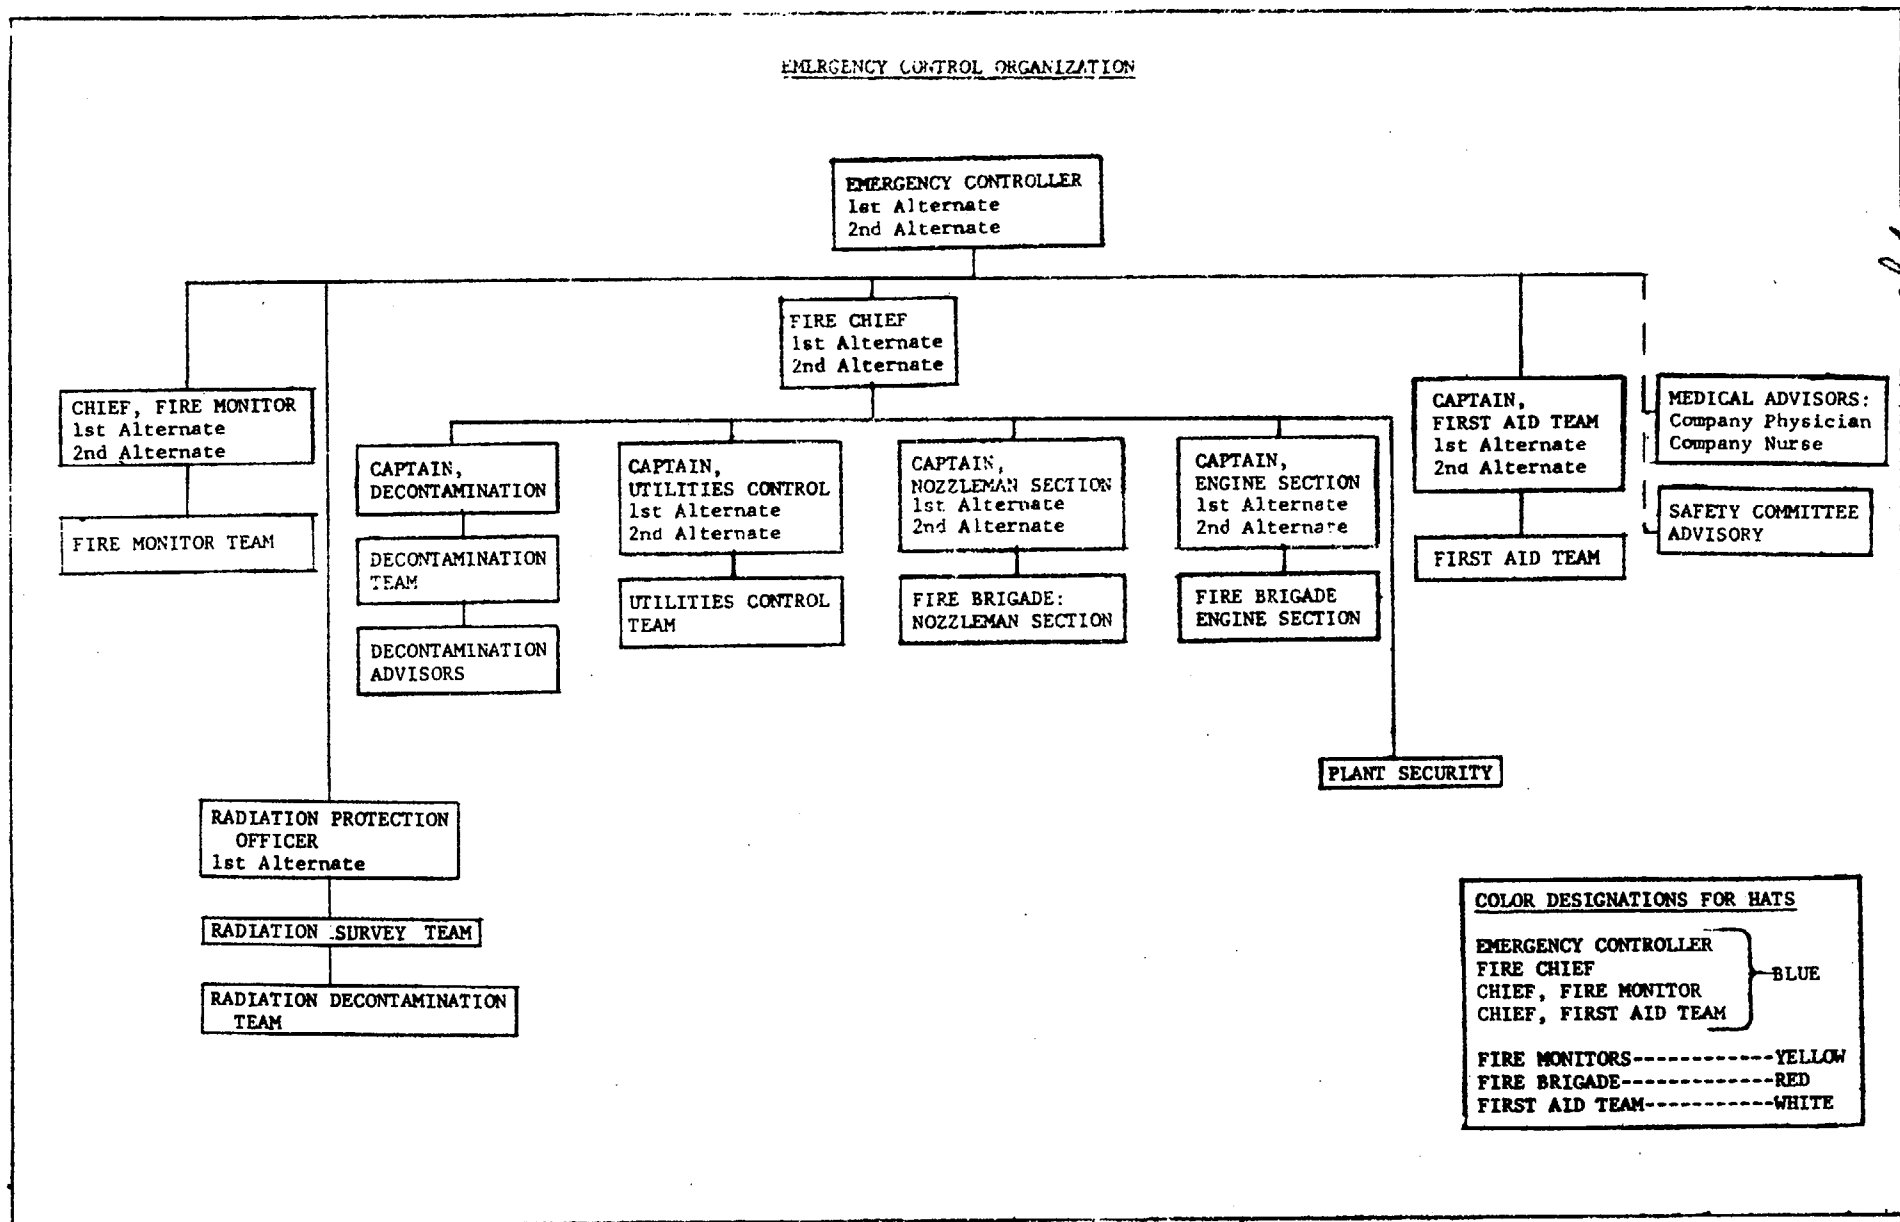 EMERGENCY CONTROL ORGANIZATION
EMERGENCY CONTROLLER
1st Alternate
2nd Alternate
FIRE CHIEF
1st Alternate
2nd Alternate
CHIEF, FIRE MONITOR
1st Alternate
2nd Alternate
FIRE MONITOR TEAM
CAPTAIN,
DECONTAMINATION
DECONTAMINATION
TEAM
DECONTAMINATION
ADVISORS
CAPTAIN,
UTILITIES CONTROL
1st Alternate
2nd Alternate
UTILITIES CONTROL
TEAM
CAPTAIN,
NOZZLEMAN SECTION
1st Alternate
2nd Alternate
FIRE BRIGADE:
NOZZLEMAN SECTION
CAPTAIN,
ENGINE SECTION
1st Alternate
2nd Alternate
FIRE BRIGADE
ENGINE SECTION
CAPTAIN,
FIRST AID TEAM
1st Alternate
2nd Alternate
FIRST AID TEAM
MEDICAL ADVISORS:
Company Physician
Company Nurse
SAFETY COMMITTEE
ADVISORY
PLANT SECURITY
RADIATION PROTECTION
OFFICER
1st Alternate
RADIATION SURVEY TEAM
RADIATION DECONTAMINATION
TEAM
COLOR DESIGNATIONS FOR HATS
EMERGENCY CONTROLLER
FIRE CHIEF
CHIEF, FIRE MONITOR
CHIEF, FIRST AID TEAM
BLUE
FIRE MONITORS------------YELLOW
FIRE BRIGADE-------------RED
FIRST AID TEAM-----------WHITE